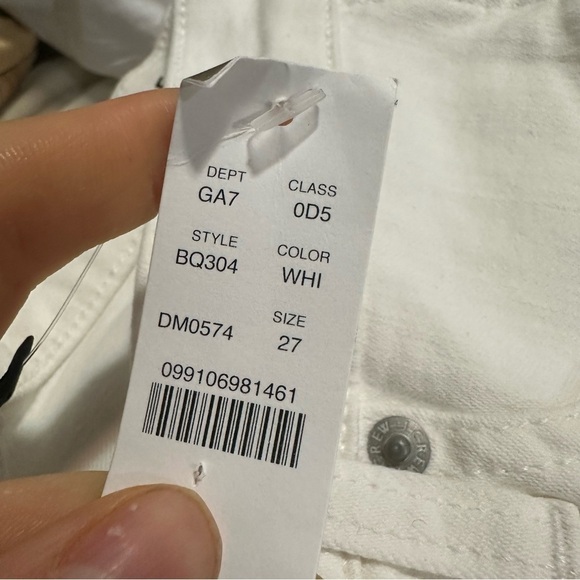 DEPT CLASS
GA7 0D5
STYLE COLOR
BQ304 WHI
DM0574 SIZE
27
099106981461